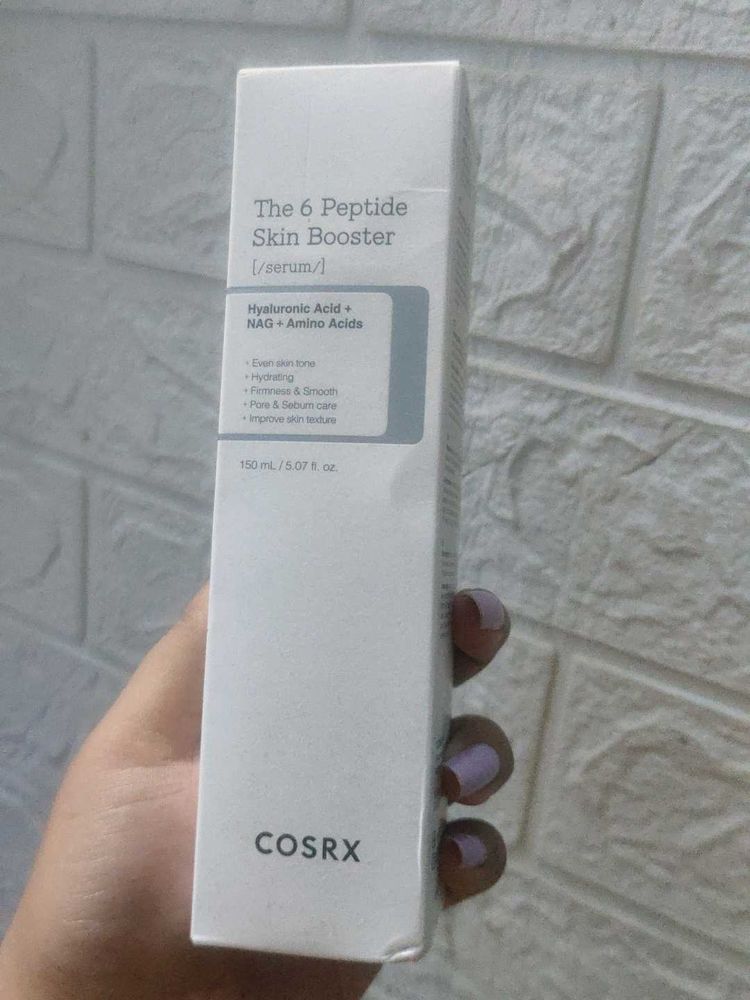 The 6 Peptide
Skin Booster
[/serum/]
Hyaluronic Acid +
NAG + Amino Acids
+ Even skin tone
+ Hydrating
+ Firmness & Smooth
+ Pore & Sebum care
+ Improve skin texture
150 mL / 5.07 fl. oz.
COSRX